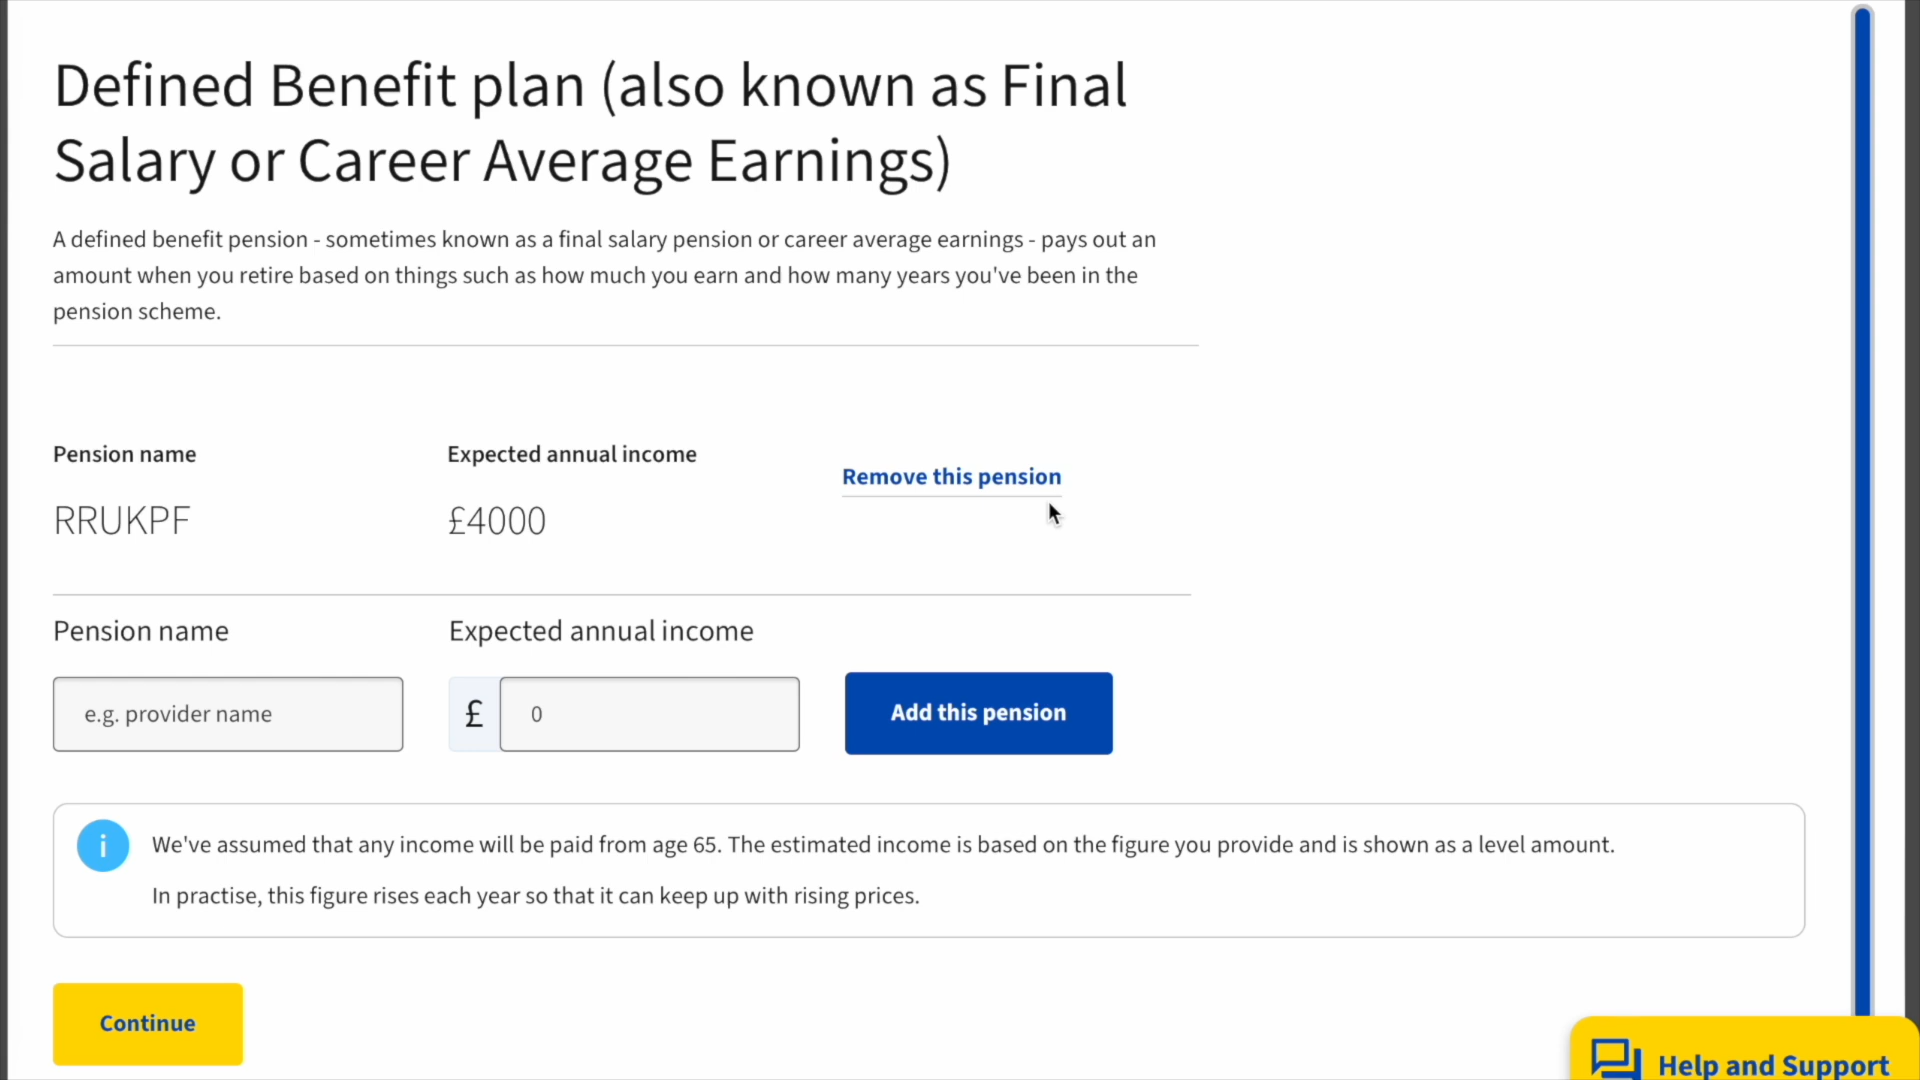 Defined Benefit plan (also known as Final
Salary or Career Average Earnings)
A defined benefit pension - sometimes known as a final salary pension or career average earnings - pays out an
amount when you retire based on things such as how much you earn and how many years you've been in the
pension scheme.
Pension name
Expected annual income
Remove this pension
RRUKPF
£4000
Pension name
Expected annual income
e.g. provider name
£
0
Add this pension
i
We've assumed that any income will be paid from age 65. The estimated income is based on the figure you provide and is shown as a level amount.
In practise, this figure rises each year so that it can keep up with rising prices.
Continue
Help and Support